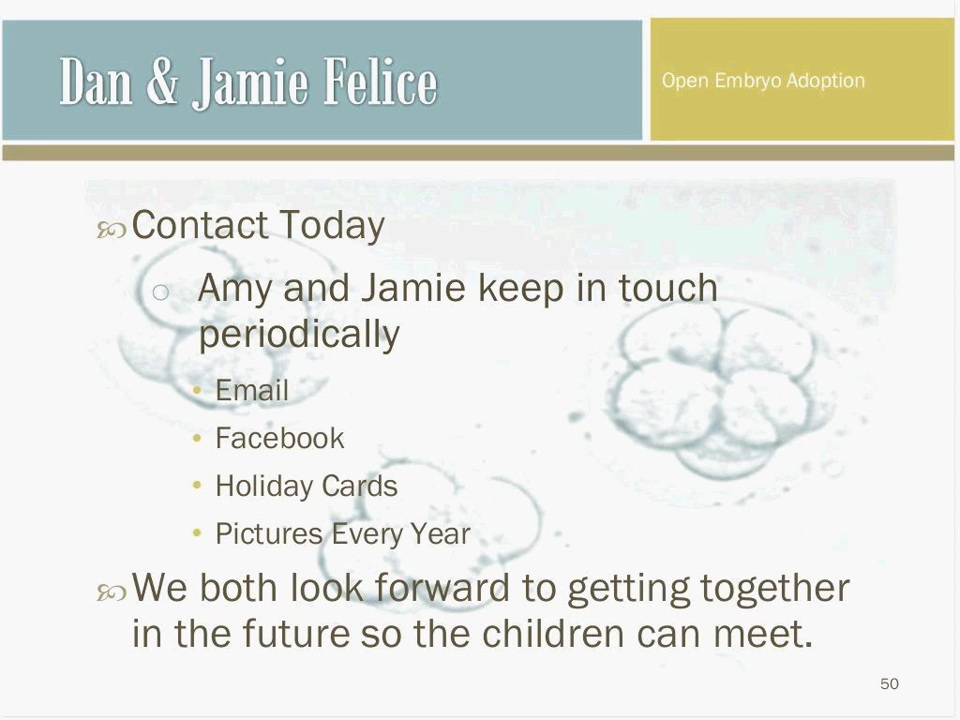 Dan & Jamie Felice
Open Embryo Adoption
Contact Today
Amy and Jamie keep in touch
periodically
• Email
• Facebook
• Holiday Cards
• Pictures Every Year
We both look forward to getting together
in the future so the children can meet.
50